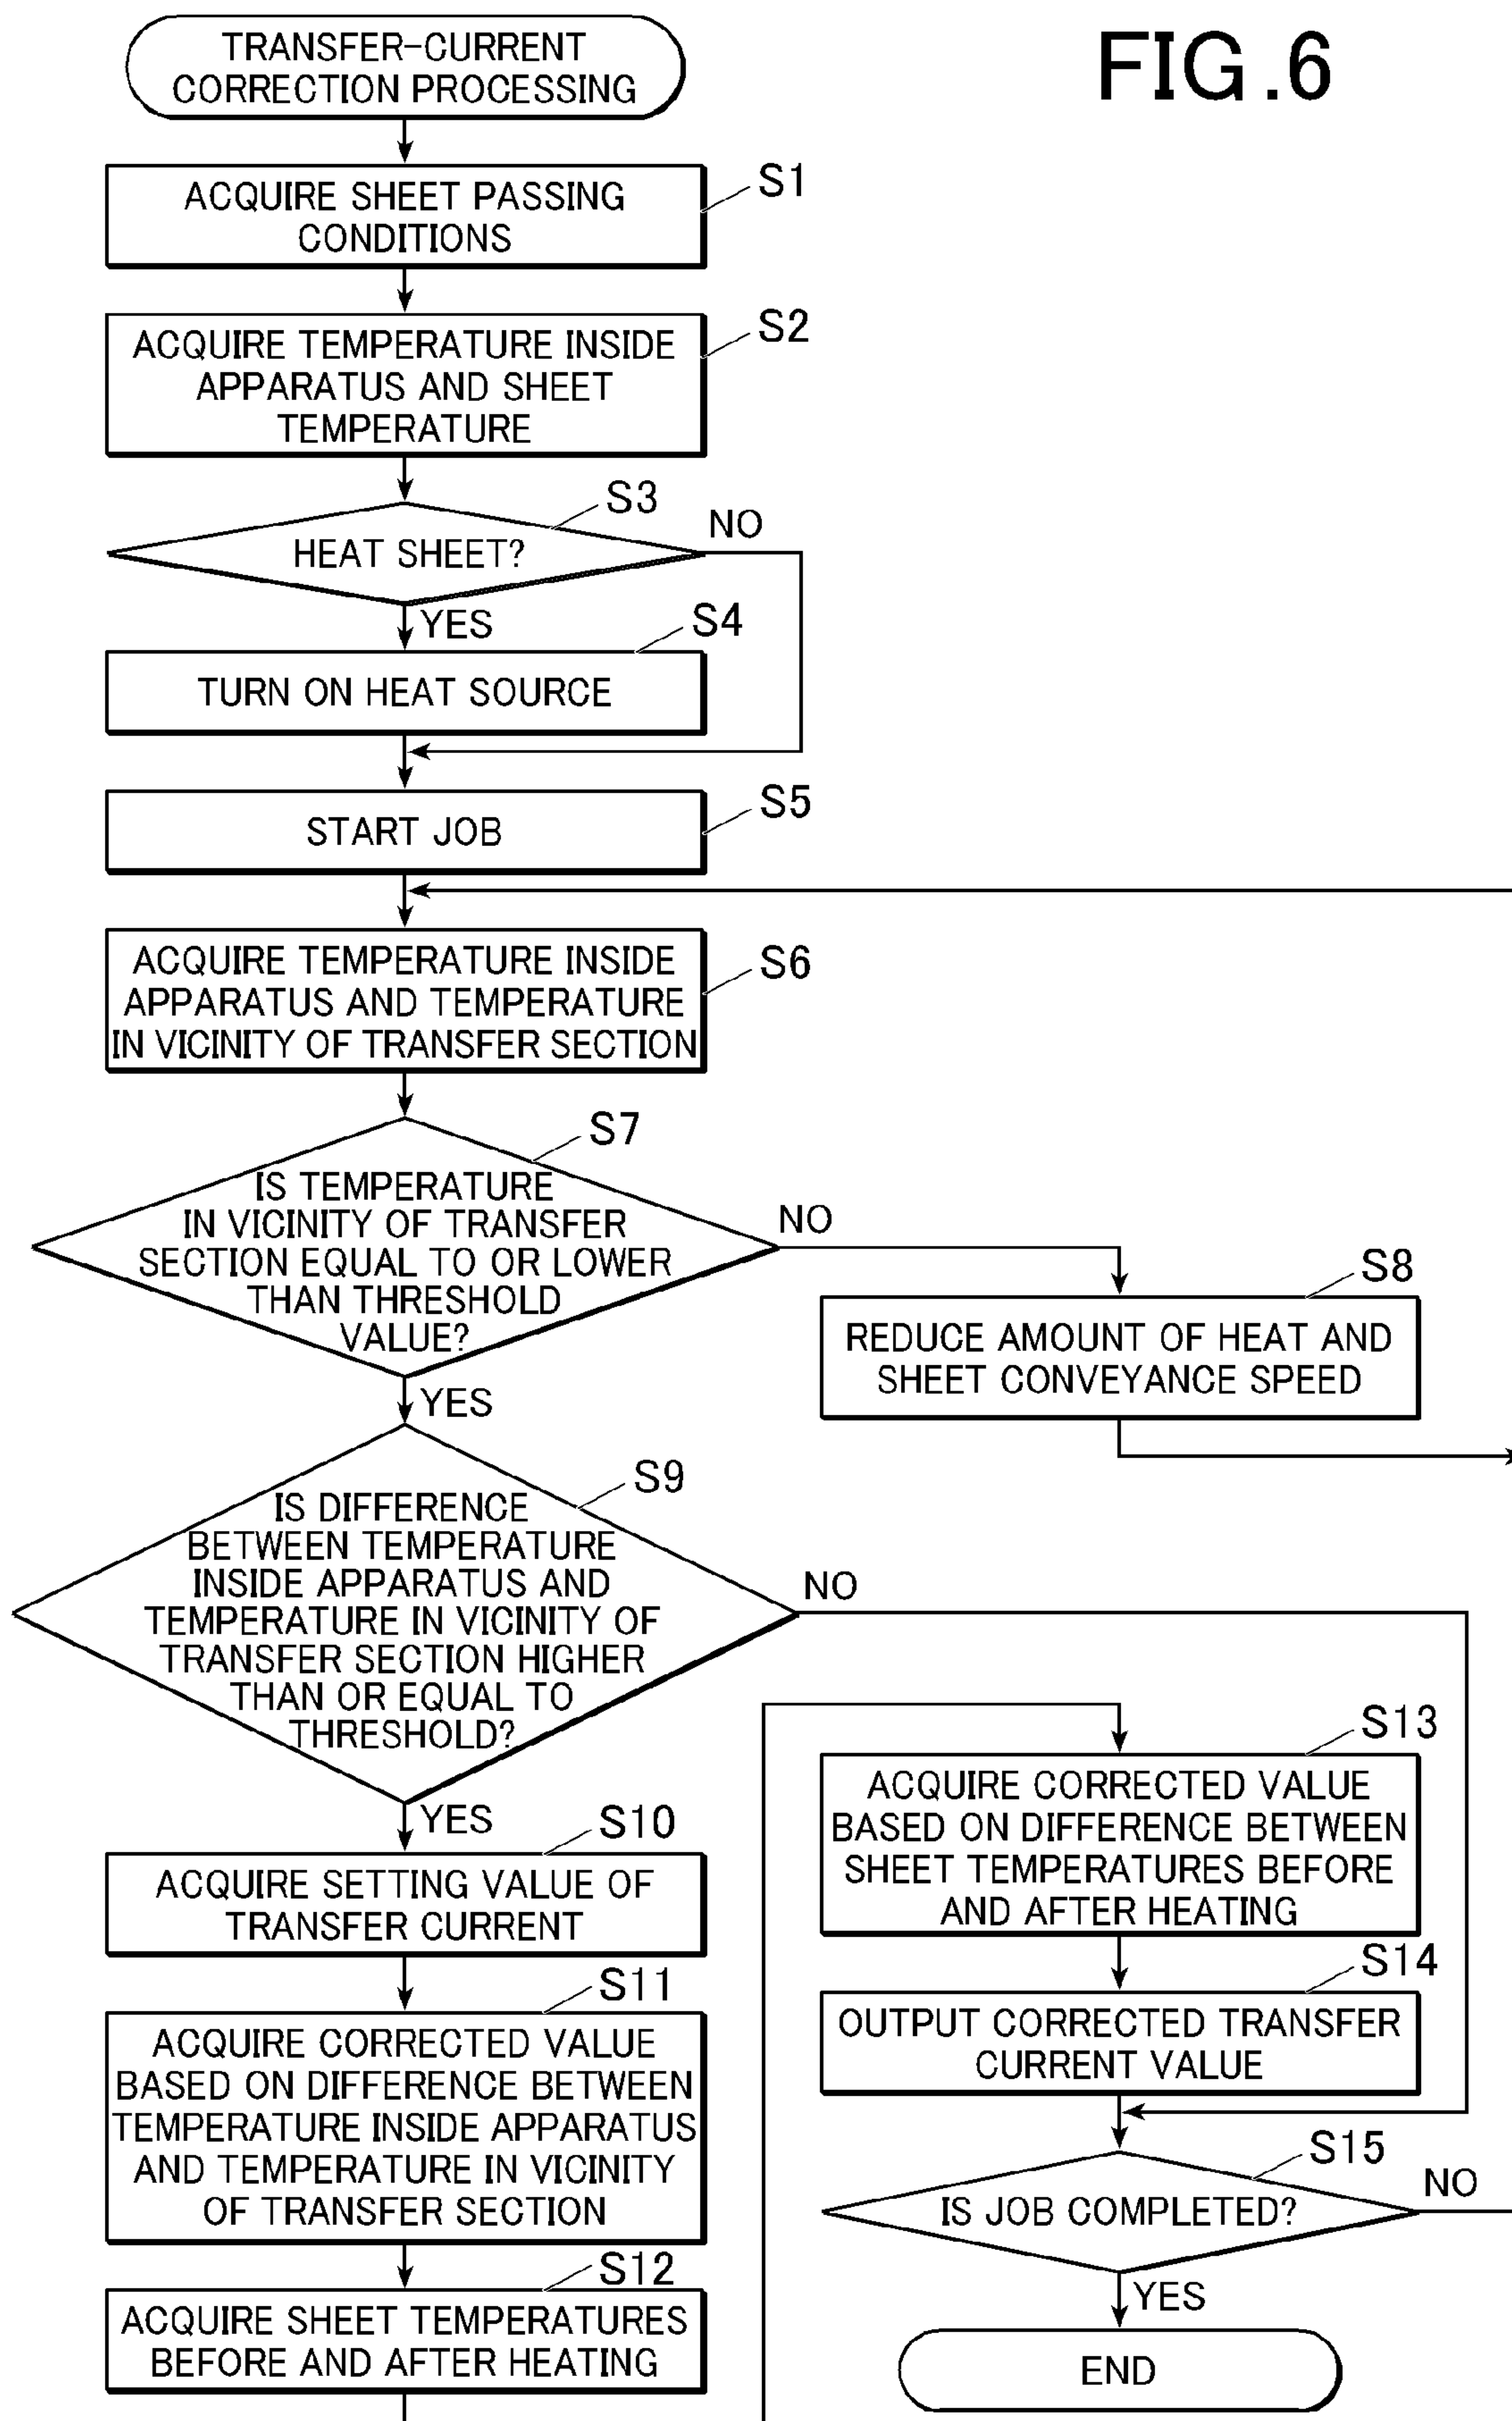 FIG.6
TRANSFER-CURRENT
CORRECTION PROCESSING
S1
ACQUIRE SHEET PASSING
CONDITIONS
S2
ACQUIRE TEMPERATURE INSIDE
APPARATUS AND SHEET
TEMPERATURE
S3
HEAT SHEET?
NO
YES
S4
TURN ON HEAT SOURCE
S5
START JOB
S6
ACQUIRE TEMPERATURE INSIDE
APPARATUS AND TEMPERATURE
IN VICINITY OF TRANSFER SECTION
S7
IS TEMPERATURE
IN VICINITY OF TRANSFER
SECTION EQUAL TO OR LOWER
THAN THRESHOLD
VALUE?
NO
YES
S8
REDUCE AMOUNT OF HEAT AND
SHEET CONVEYANCE SPEED
S9
IS DIFFERENCE
BETWEEN TEMPERATURE
INSIDE APPARATUS AND
TEMPERATURE IN VICINITY OF
TRANSFER SECTION HIGHER
THAN OR EQUAL TO
THRESHOLD?
NO
YES
S10
ACQUIRE SETTING VALUE OF
TRANSFER CURRENT
S11
ACQUIRE CORRECTED VALUE
BASED ON DIFFERENCE BETWEEN
TEMPERATURE INSIDE APPARATUS
AND TEMPERATURE IN VICINITY
OF TRANSFER SECTION
S12
ACQUIRE SHEET TEMPERATURES
BEFORE AND AFTER HEATING
S13
ACQUIRE CORRECTED VALUE
BASED ON DIFFERENCE BETWEEN
SHEET TEMPERATURES BEFORE
AND AFTER HEATING
S14
OUTPUT CORRECTED TRANSFER
CURRENT VALUE
S15
IS JOB COMPLETED?
NO
YES
END